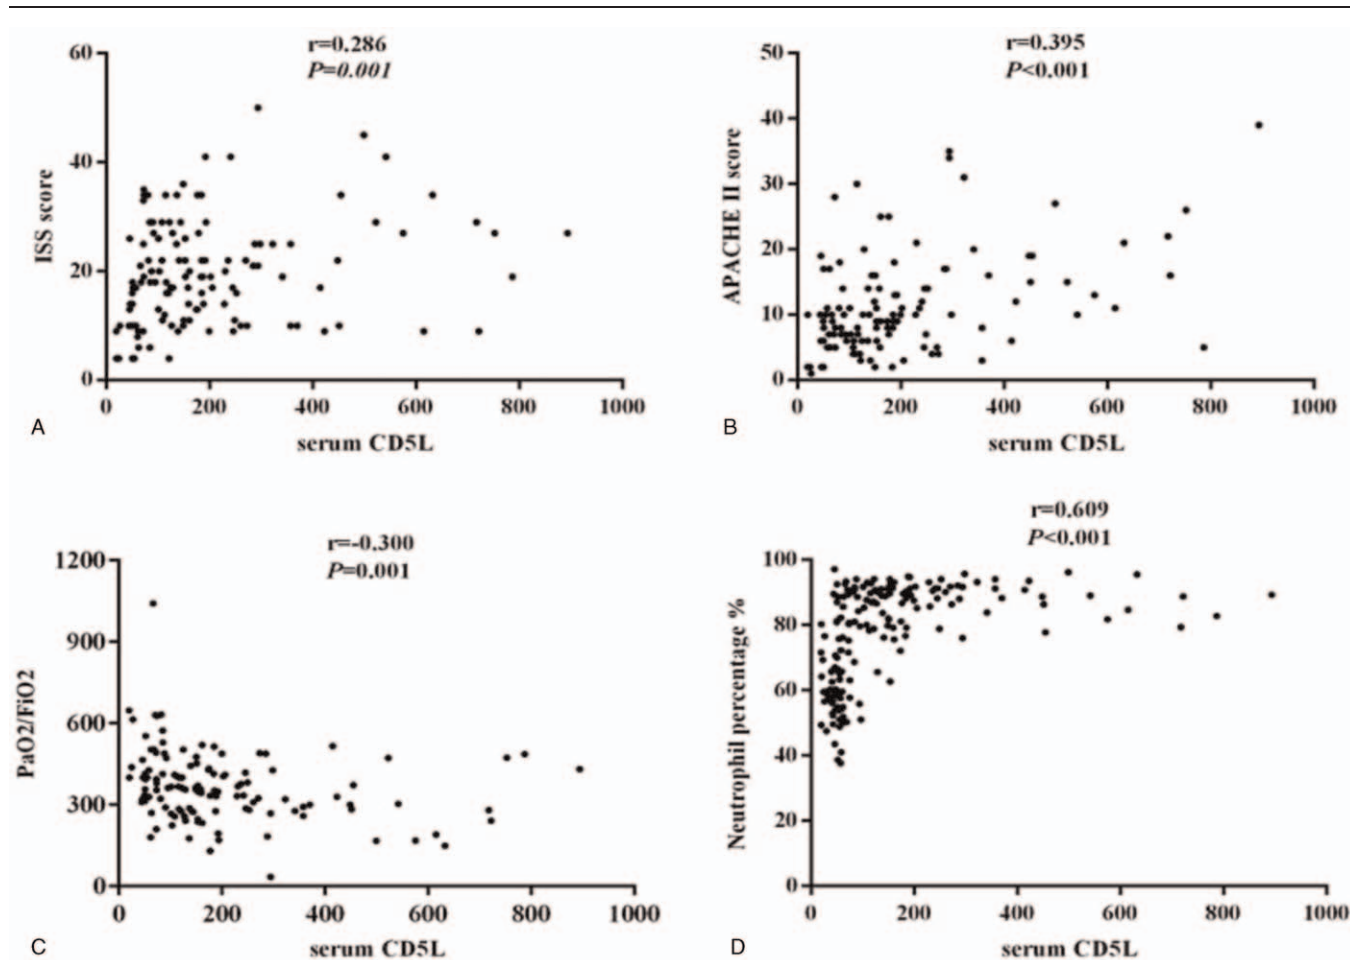 r=0.286
P=0.001
60
40
20
0
ISS score
0 200 400 600 800 1000
serum CD5L
A
r=0.395
P<0.001
50
40
30
20
10
0
APACHE II score
0 200 400 600 800 1000
serum CD5L
B
r=-0.300
P=0.001
1200
900
600
300
0
PaO2/FiO2
0 200 400 600 800 1000
serum CD5L
C
r=0.609
P<0.001
100
80
60
40
20
0
Neutrophil percentage %
0 200 400 600 800 1000
serum CD5L
D